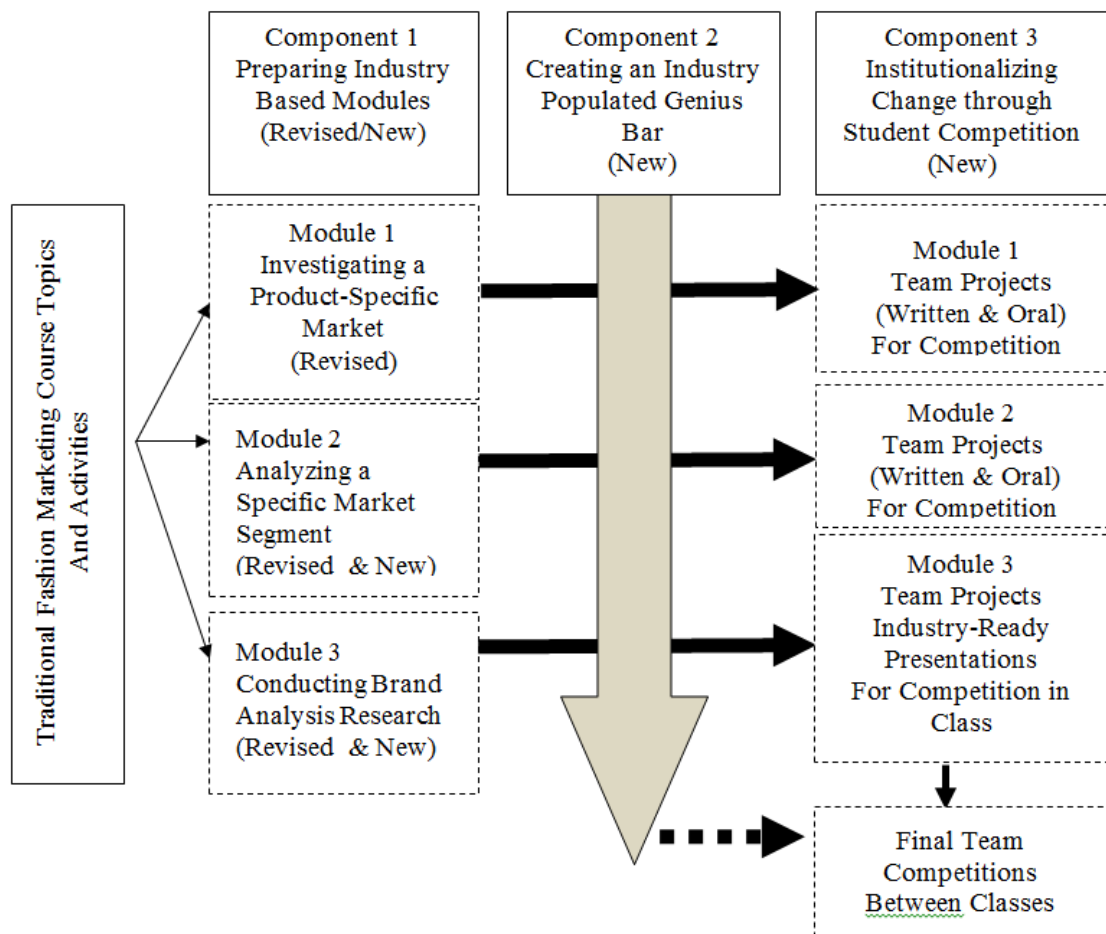 Component 1
Preparing Industry
Based Modules
(Revised/New)
Component 2
Creating an Industry
Populated Genius
Bar
(New)
Component 3
Institutionalizing
Change through
Student Competition
(New)
Traditional Fashion Marketing Course Topics
And Activities
Module 1
Investigating a
Product-Specific
Market
(Revised)
Module 1
Team Projects
(Written & Oral)
For Competition
Module 2
Analyzing a
Specific Market
Segment
(Revised & New)
Module 2
Team Projects
(Written & Oral)
For Competition
Module 3
Conducting Brand
Analysis Research
(Revised & New)
Module 3
Team Projects
Industry-Ready
Presentations
For Competition in
Class
Final Team
Competitions
Between Classes